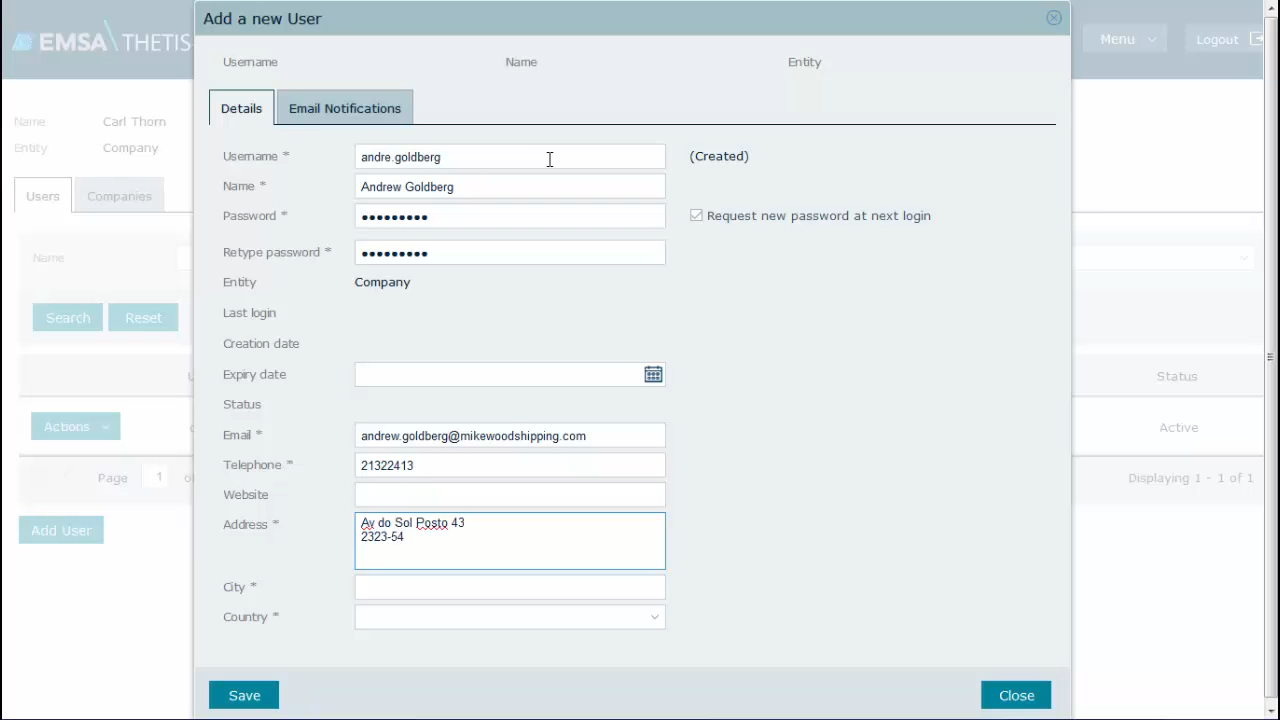 Add a new User
EMSA THETIS
Menu
Logout
Username
Name
Entity
Name
Carl Thorn
Entity
Company
Users
Companies
Name
Search
Reset
Status
Actions
Active
Page
1
Displaying 1 - 1 of 1
Add User
Details
Email Notifications
Username *
andre.goldberg
(Created)
Name *
Andrew Goldberg
Password *
•••••••••
Request new password at next login
Retype password *
•••••••••
Entity
Company
Last login
Creation date
Expiry date
Status
Email *
andrew.goldberg@mikewoodshipping.com
Telephone *
21322413
Website
Address *
Av do Sol Posto 43
2323-54
City *
Country *
Save
Close